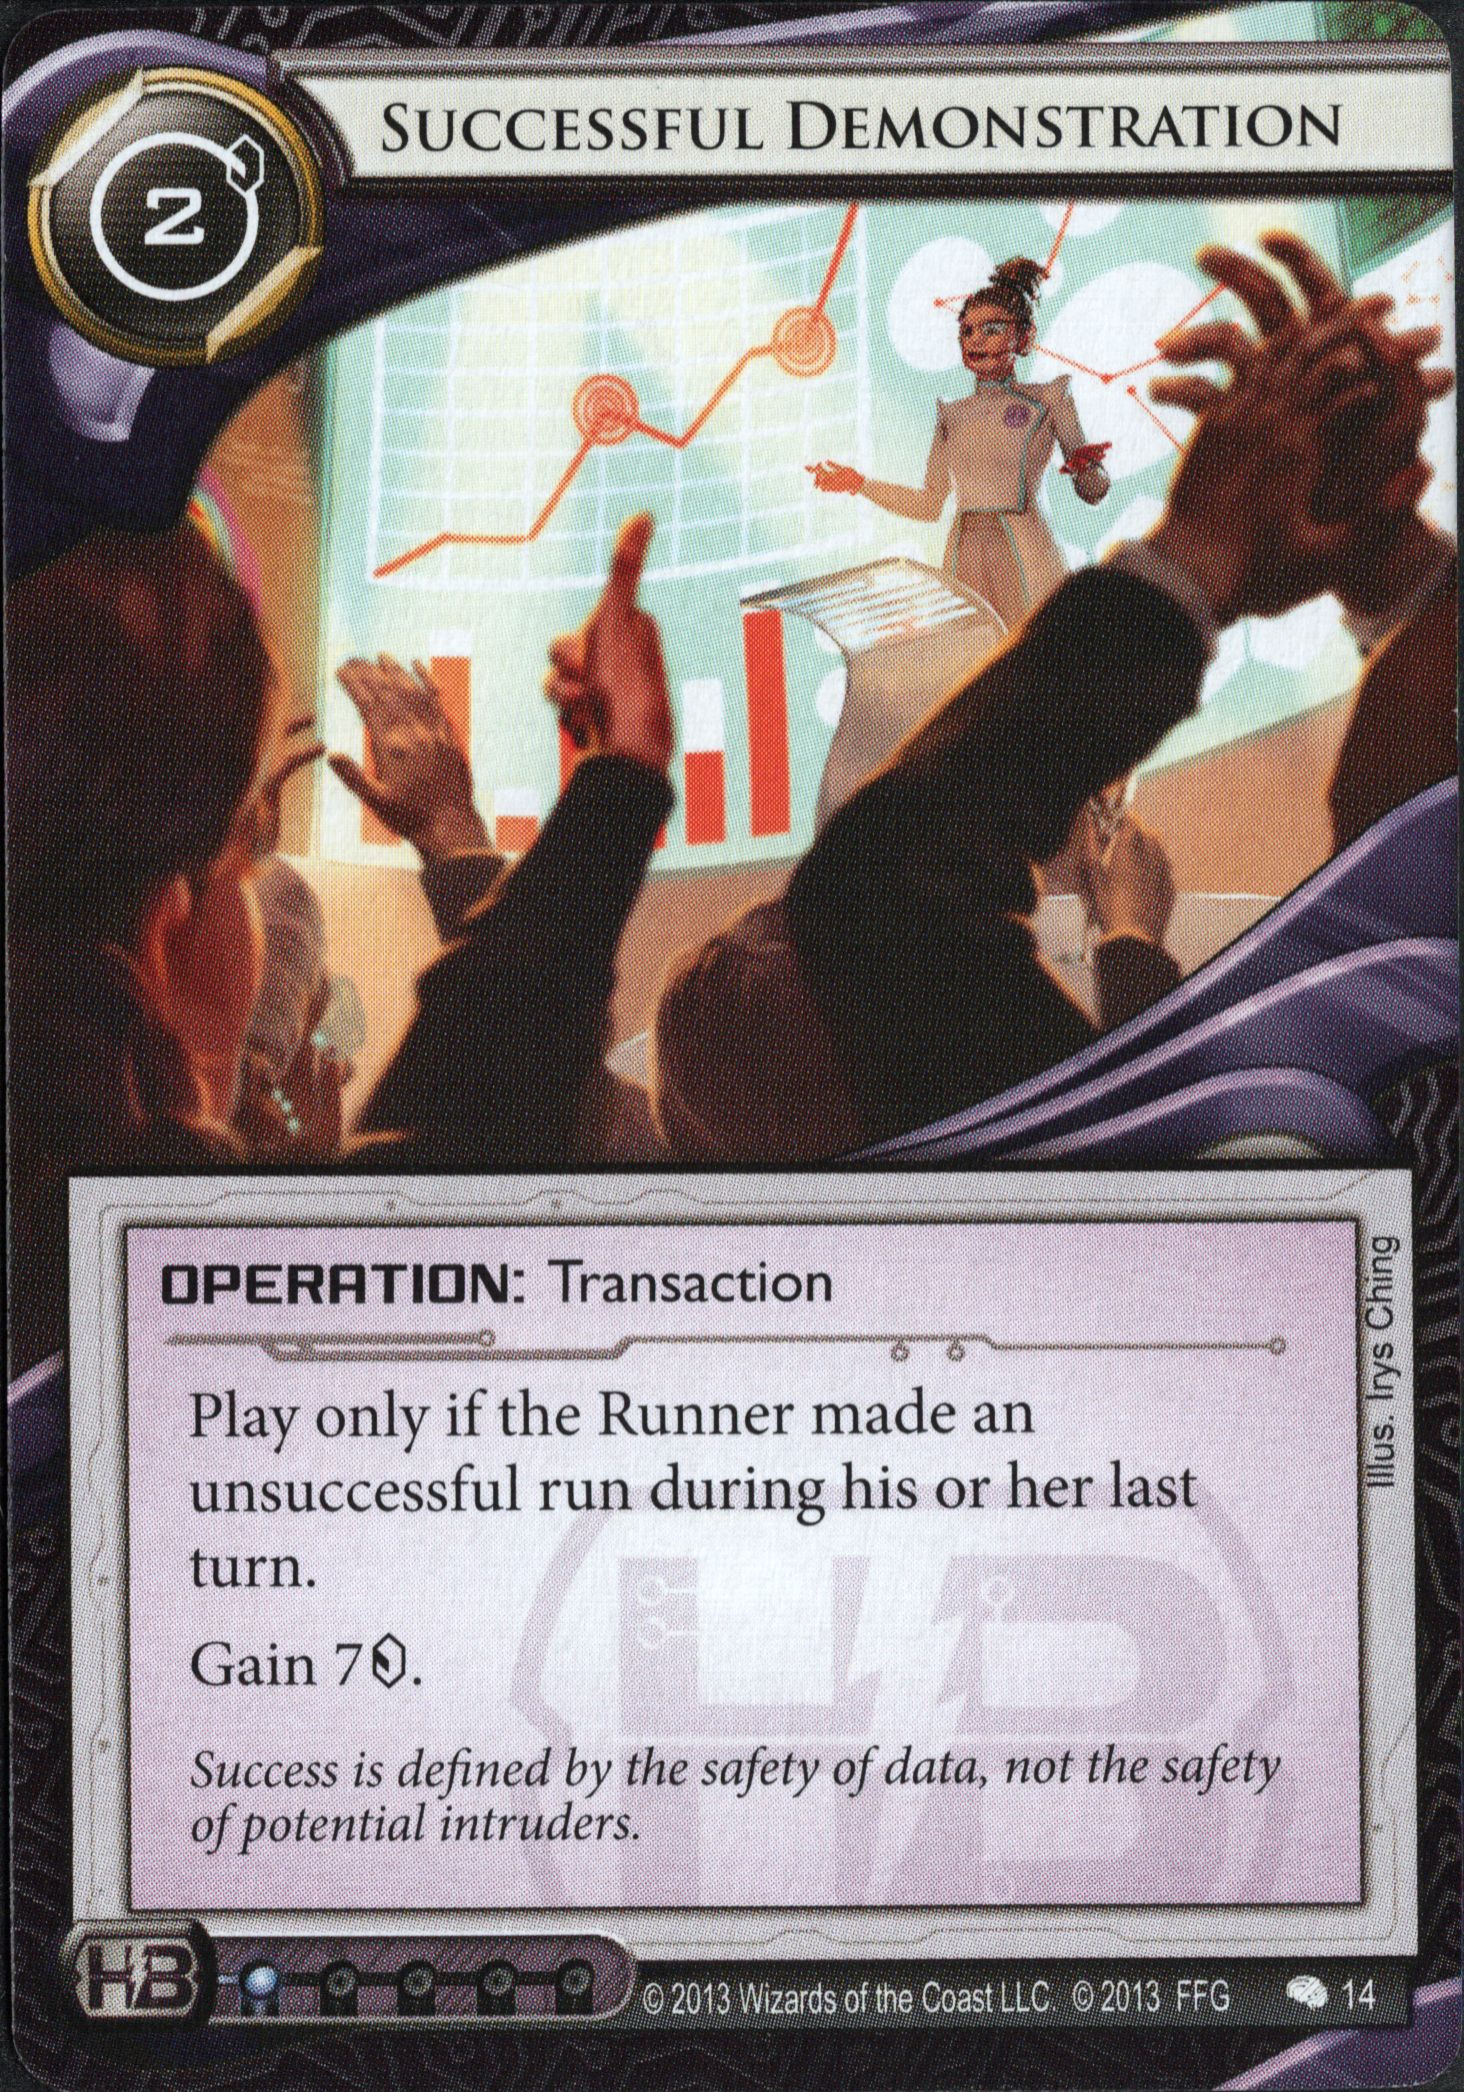 2
SUCCESSFUL DEMONSTRATION
OPERATION: Transaction
Play only if the Runner made an
unsuccessful run during his or her last
turn.
Gain 7.
Success is defined by the safety of data, not the safety
of potential intruders.
Illus. Irys Ching
HB
© 2013 Wizards of the Coast LLC. © 2013 FFG
14